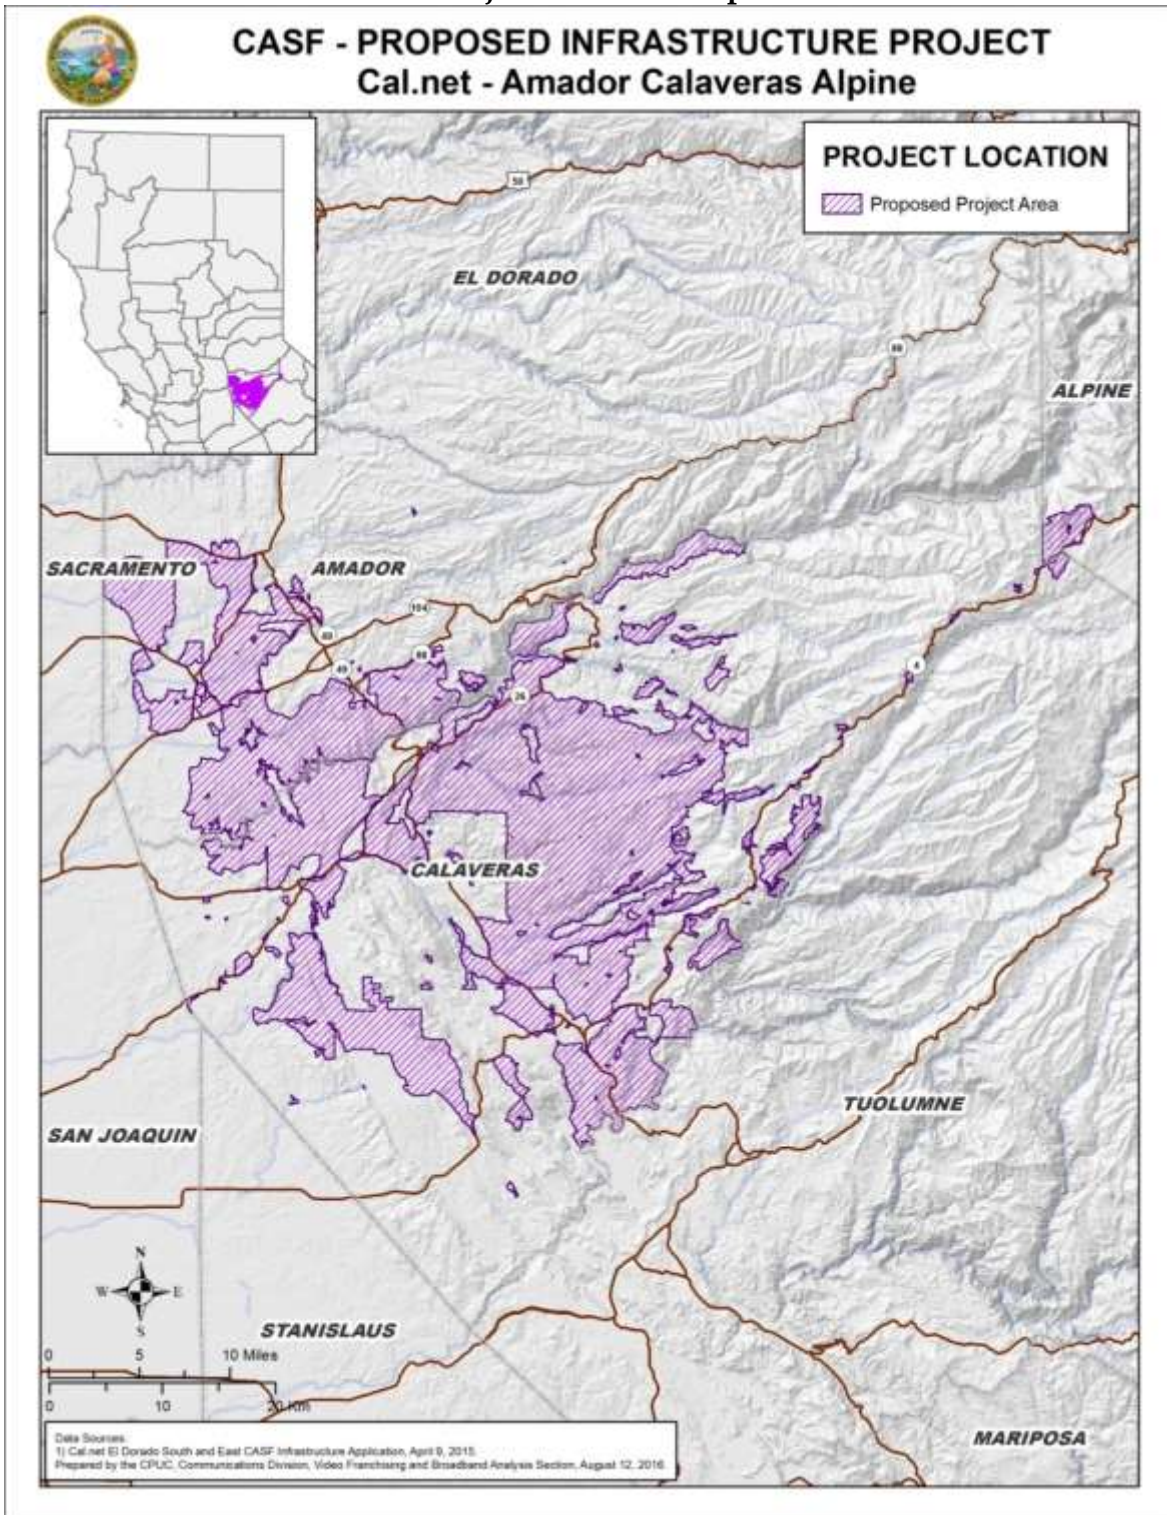 CASF - PROPOSED INFRASTRUCTURE PROJECT
Cal.net - Amador Calaveras Alpine
PROJECT LOCATION
Proposed Project Area
50
EL DORADO
88
ALPINE
SACRAMENTO
AMADOR
104
88
49
26
4
CALAVERAS
TUOLUMNE
SAN JOAQUIN
N
W E
S
STANISLAUS
0 5 10 Miles
0 10 20 Km
MARIPOSA
Data Sources:
1) Cal.net El Dorado South and East CASF Infrastructure Application, April 9, 2015.
Prepared by the CPUC, Communications Division, Video Franchising and Broadband Analysis Section, August 12, 2016.